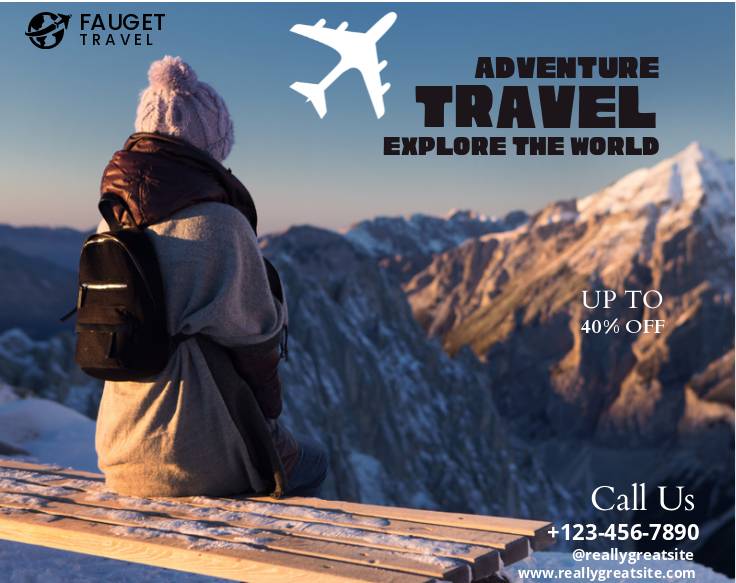 FAUGET
TRAVEL
ADVENTURE
TRAVEL
EXPLORE THE WORLD
UP TO
40% OFF
Call Us
+123-456-7890
@reallygreatsite
www.reallygreatsite.com